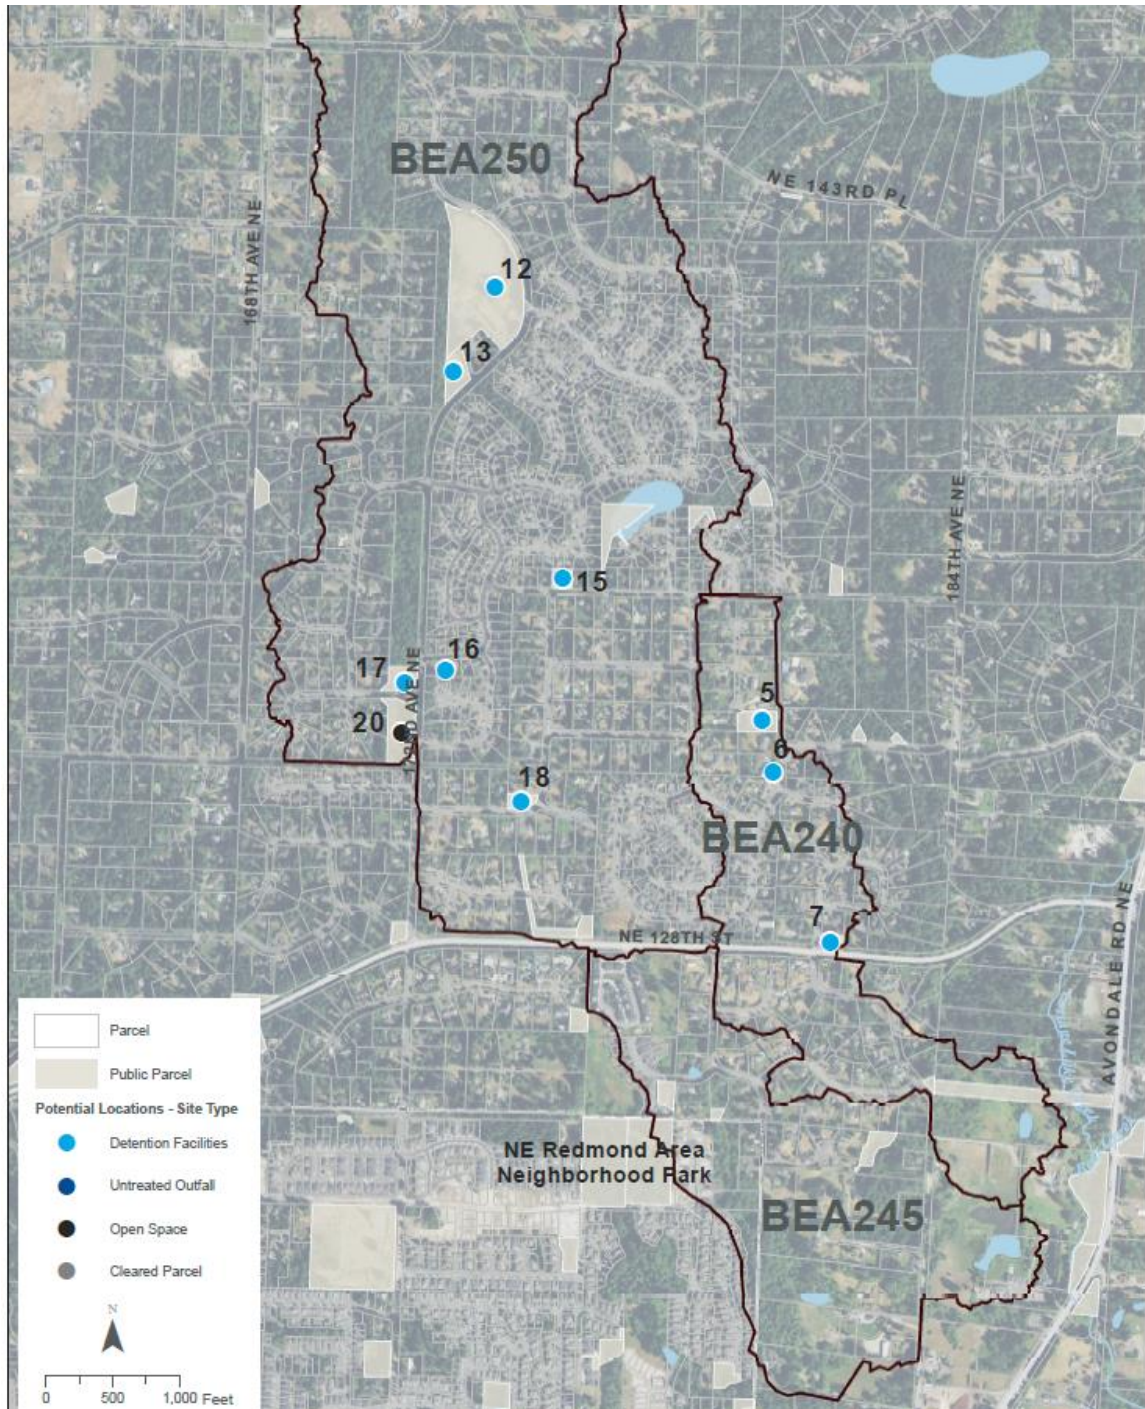 BEA250
NE 143RD PL
168TH AVE NE
12
13
184TH AVE NE
15
16
17
20
5
6
18
BEA240
7
NE 128TH ST
AVONDALE RD NE
NE Redmond Area
Neighborhood Park
BEA245
Parcel
Public Parcel
Potential Locations - Site Type
Detention Facilities
Untreated Outfall
Open Space
Cleared Parcel
N
0 500 1,000 Feet